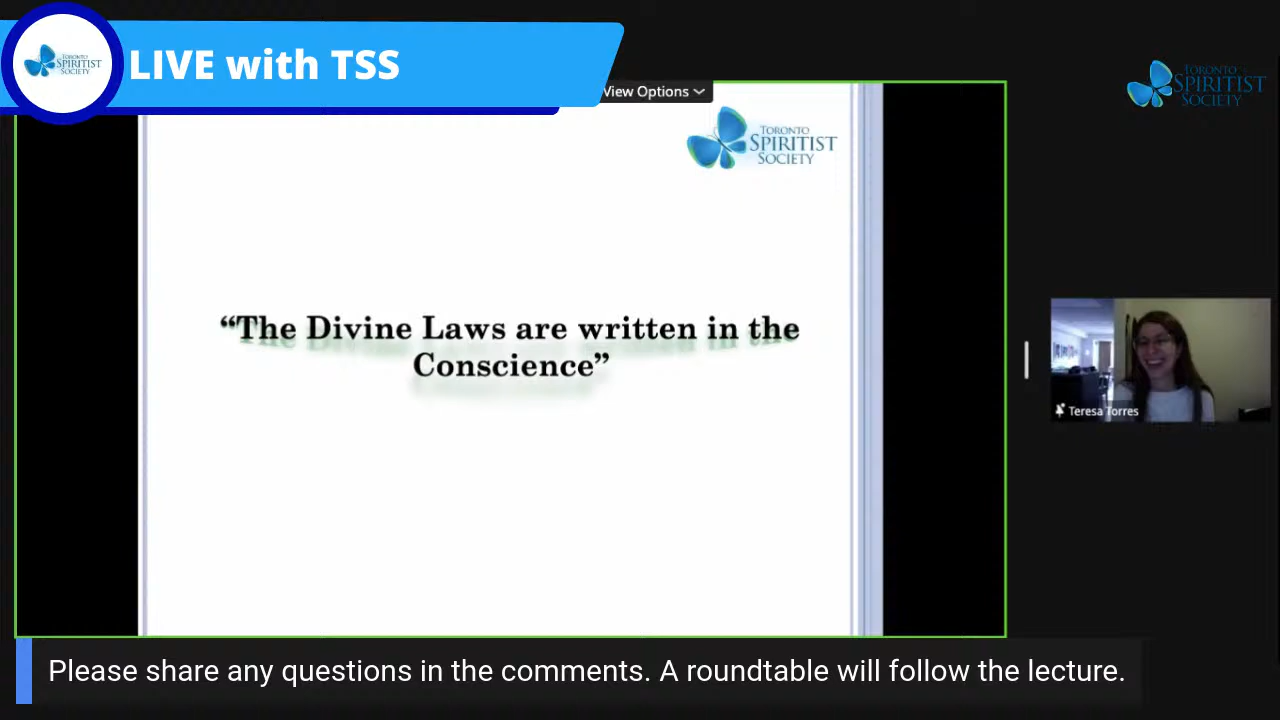 TORONTO
SPIRITIST
SOCIETY
LIVE with TSS
View Options
TORONTO
SPIRITIST
SOCIETY
TORONTO
SPIRITIST
SOCIETY
“The Divine Laws are written in the
Conscience”
Teresa Torres
Please share any questions in the comments. A roundtable will follow the lecture.